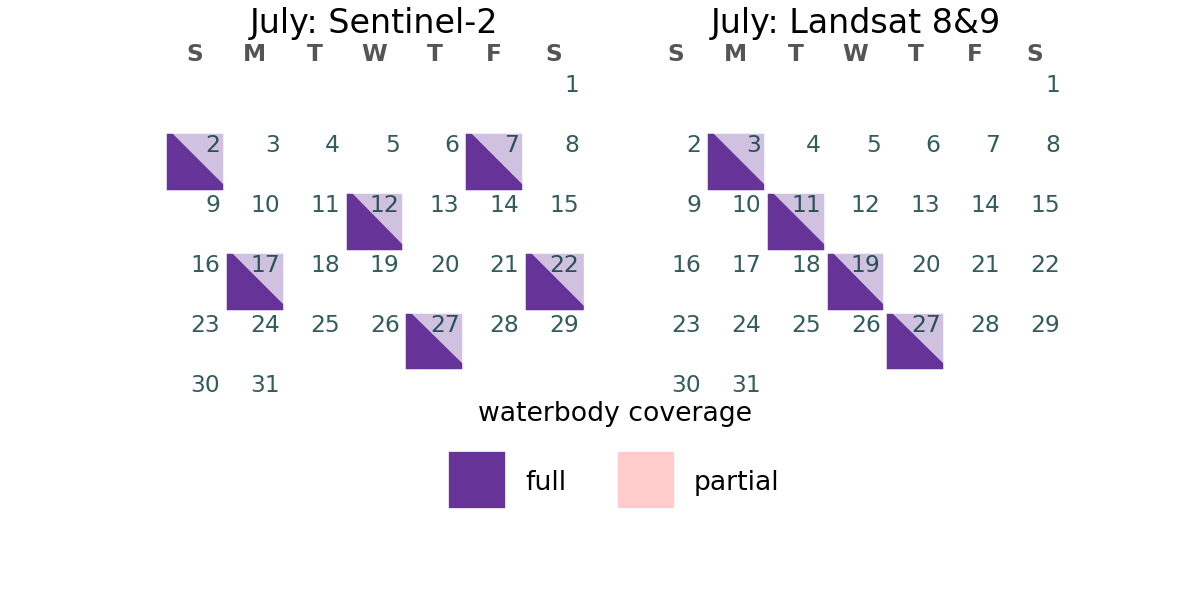 July: Sentinel-2
S M T W T F S
1
2 3 4 5 6 7 8
9 10 11 12 13 14 15
16 17 18 19 20 21 22
23 24 25 26 27 28 29
30 31
July: Landsat 8&9
S M T W T F S
1
2 3 4 5 6 7 8
9 10 11 12 13 14 15
16 17 18 19 20 21 22
23 24 25 26 27 28 29
30 31
waterbody coverage
full
partial